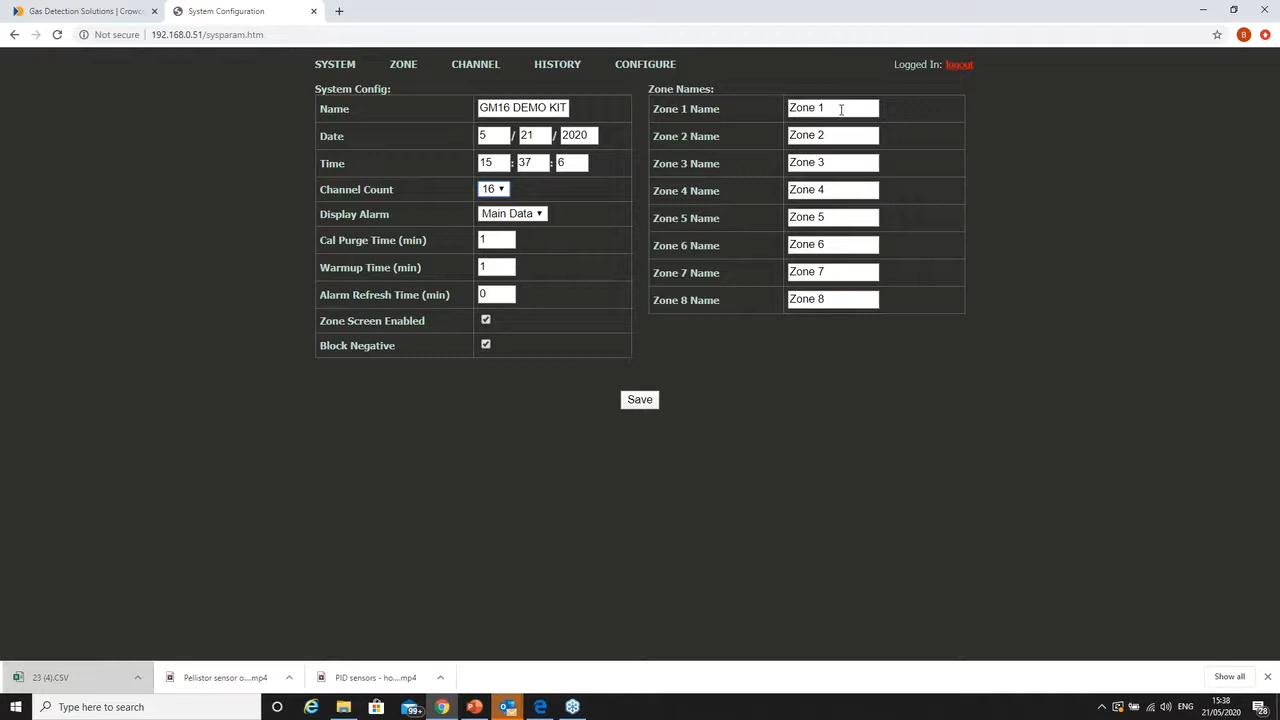 Gas Detection Solutions | Crowc
System Configuration
Not secure
192.168.0.51/sysparam.htm
B
SYSTEM ZONE CHANNEL HISTORY CONFIGURE
Logged In: logout
System Config:
Name GM16 DEMO KIT
Date 5 / 21 / 2020
Time 15 : 37 : 6
Channel Count 16
Display Alarm Main Data
Cal Purge Time (min) 1
Warmup Time (min) 1
Alarm Refresh Time (min) 0
Zone Screen Enabled
Block Negative
Zone Names:
Zone 1 Name Zone 1
Zone 2 Name Zone 2
Zone 3 Name Zone 3
Zone 4 Name Zone 4
Zone 5 Name Zone 5
Zone 6 Name Zone 6
Zone 7 Name Zone 7
Zone 8 Name Zone 8
Save
23 (4).CSV
Pellistor sensor o....mp4
PID sensors - ho....mp4
Show all
Type here to search
99+
ENG
15:38
21/05/2020
28